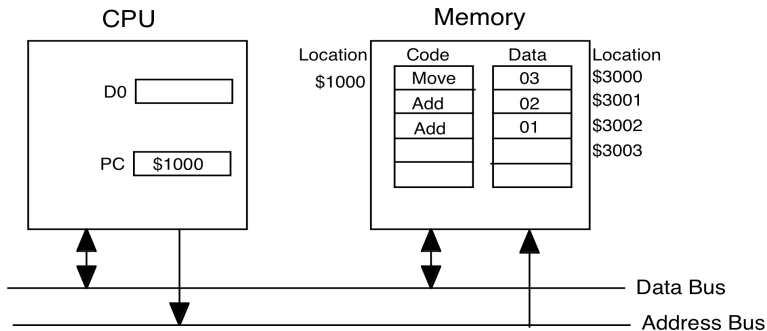 CPU
Memory
Location Code Data Location
$1000 Move 03 $3000
D0 Add 02 $3001
Add 01 $3002
$3003
PC $1000
Data Bus
Address Bus